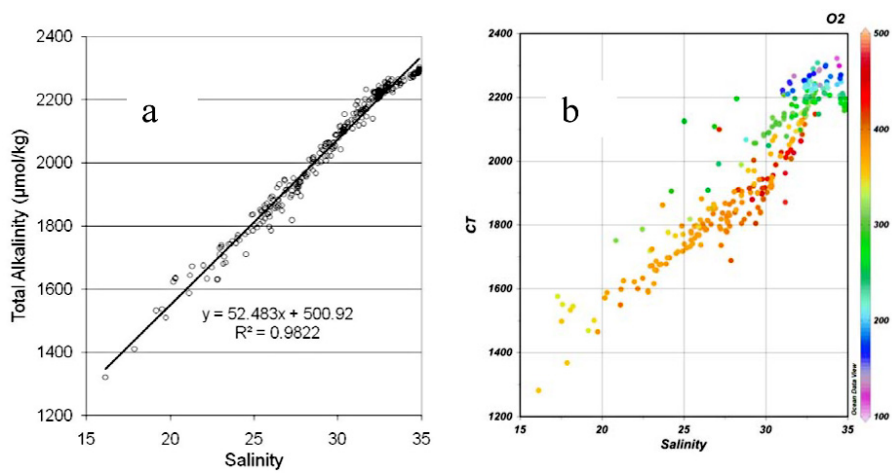 a
Total Alkalinity (µmol/kg)
2400
2200
2000
1800
1600
1400
1200
15
20
25
30
35
Salinity
y = 52.483x + 500.92
R² = 0.9822
b
O2
CT
2400
2200
2000
1800
1600
1400
1200
15
20
25
30
35
Salinity
500
400
300
200
100
Ocean Data View